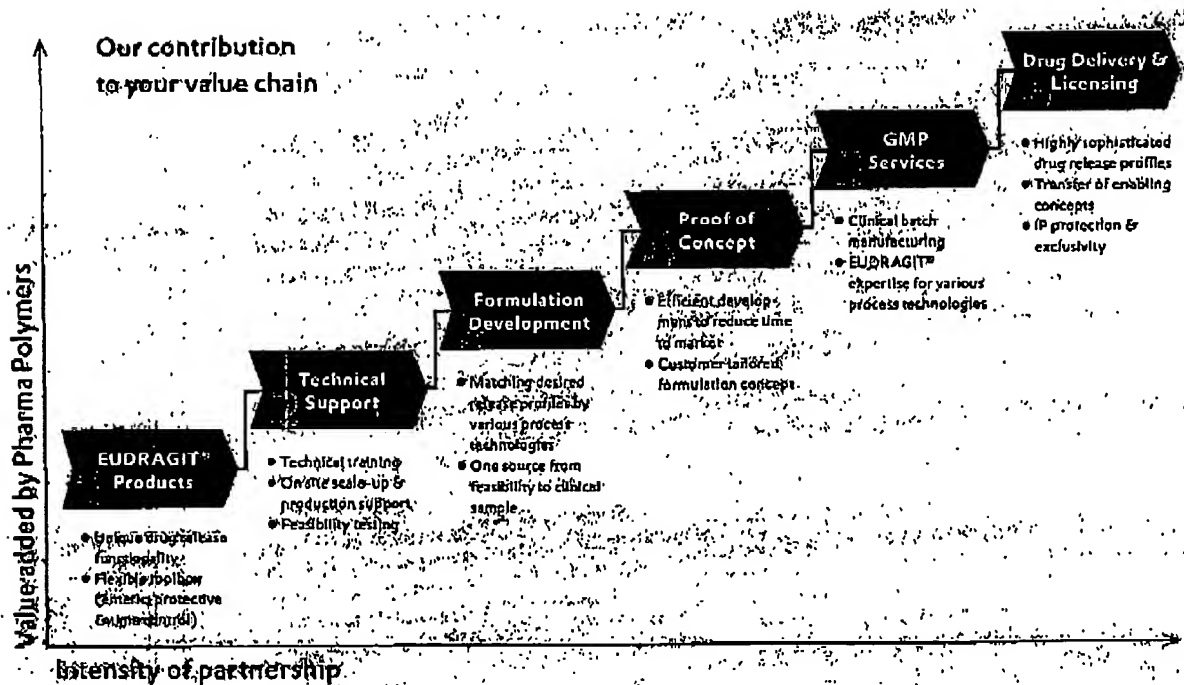 Our contribution
to your value chain
Value added by Pharma Polymers
Intensity of partnership
EUDRAGIT®
Products
• Unique drug release
functionality
• Flexible toolbox
(enteric, protective
Technical
Support
• Technical training
• On site scale-up &
production support
• Feasibility testing
Formulation
Development
• Matching desired
release profiles by
various process
technologies
• One source from
feasibility to clinical
sample
Proof of
Concept
• Efficient develop-
ment to reduce time
to market
• Customer tailored
formulation concept
GMP
Services
• Clinical batch
manufacturing
• EUDRAGIT®
expertise for various
process technologies
Drug Delivery &
Licensing
• Highly sophisticated
drug release profiles
• Transfer of enabling
concepts
• IP protection &
exclusivity